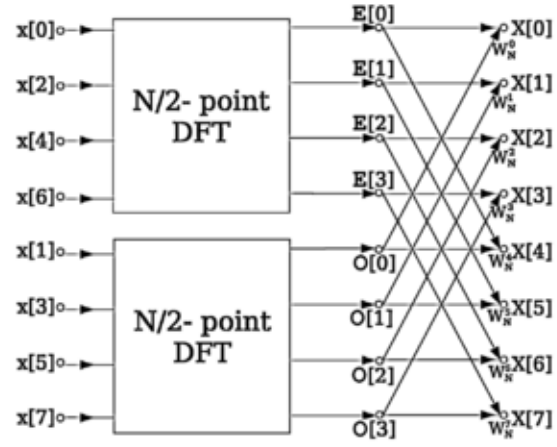 x[0] E[0] X[0]
W_N^0
x[2] E[1] X[1]
W_N^1
N/2- point
DFT
x[4] E[2] X[2]
W_N^2
x[6] E[3] X[3]
W_N^3
x[1] O[0] X[4]
W_N^4
x[3] O[1] X[5]
W_N^5
N/2- point
DFT
x[5] O[2] X[6]
W_N^6
x[7] O[3] X[7]
W_N^7